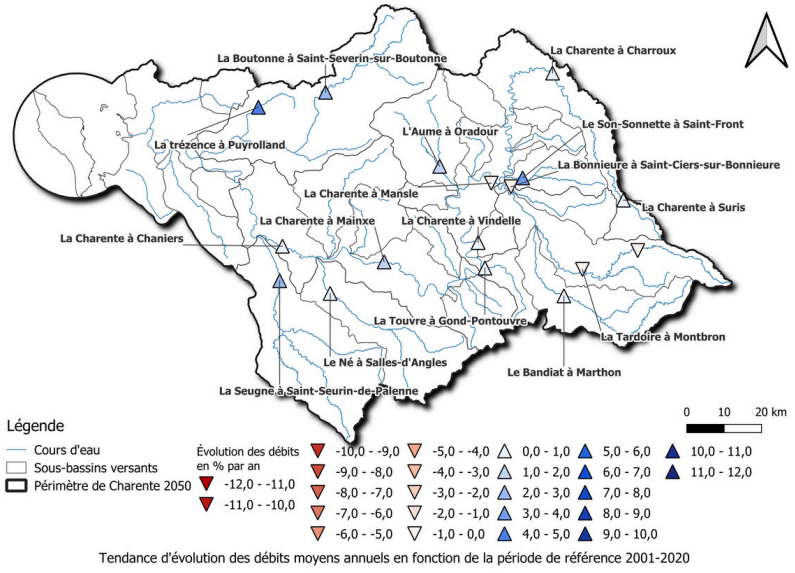 La Boutonne à Saint-Severin-sur-Boutonne
La Charente à Charroux
Le Son-Sonnette à Saint-Front
L'Aume à Oradour
La trézence à Puyrolland
La Bonnieure à Saint-Ciers-sur-Bonnieure
La Charente à Mansle
La Charente à Suris
La Charente à Mainxe
La Charente à Vindelle
La Charente à Chaniers
La Touvre à Gond-Pontouvre
La Tardoire à Montbron
Le Né à Salles-d'Angles
Le Bandiat à Marthon
La Seugne à Saint-Seurin-de-Palenne
0 10 20 km
Légende
Cours d'eau
Sous-bassins versants
Périmètre de Charente 2050
Évolution des débits
en % par an
-12,0 - -11,0
-11,0 - -10,0
-10,0 - -9,0
-9,0 - -8,0
-8,0 - -7,0
-7,0 - -6,0
-6,0 - -5,0
-5,0 - -4,0
-4,0 - -3,0
-3,0 - -2,0
-2,0 - -1,0
-1,0 - 0,0
0,0 - 1,0
1,0 - 2,0
2,0 - 3,0
3,0 - 4,0
4,0 - 5,0
5,0 - 6,0
6,0 - 7,0
7,0 - 8,0
8,0 - 9,0
9,0 - 10,0
10,0 - 11,0
11,0 - 12,0
Tendance d'évolution des débits moyens annuels en fonction de la période de référence 2001-2020